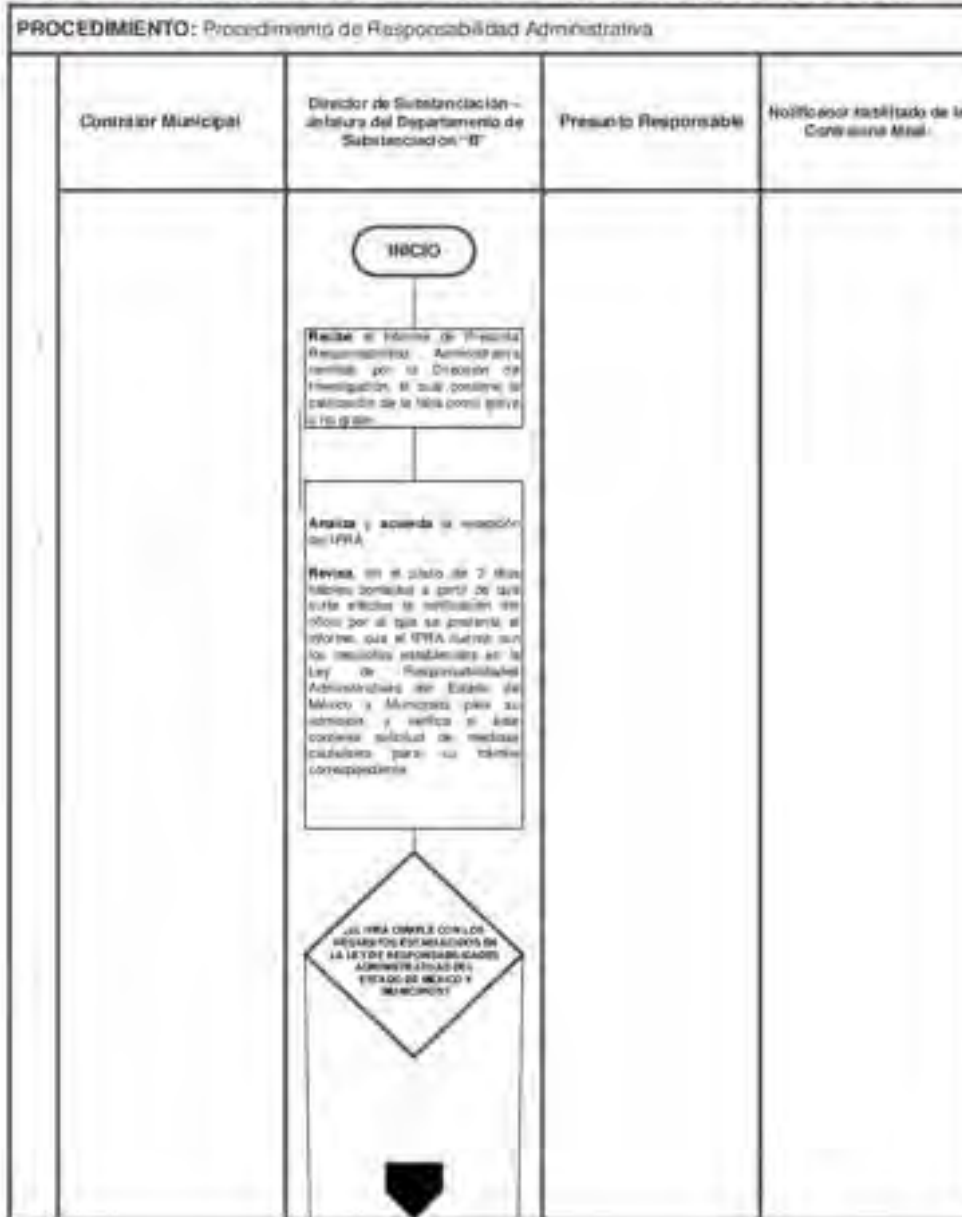 PROCEDIMIENTO: Procedimiento de Responsabilidad Administrativa
Contralor Municipal
Director de Substanciación –
Jefatura del Departamento de
Substanciación "B"
Presunto Responsable
Notificador Habilitado de la
Contraloría
INICIO
Recibe el Informe de Presunta
Responsabilidad Administrativa
remitido por la Dirección de
Investigación, el cual contiene la
calificación de la falta como grave
o no grave
Analiza y acuerda la recepción
del IPRA
Revisa, en el plazo de 3 días
hábiles contados a partir de que
surta efectos la notificación del
oficio por el que se presenta el
informe, que el IPRA cumpla con
los requisitos establecidos en la
Ley de Responsabilidades
Administrativas del Estado de
México y Municipios para su
admisión, y verifica si éste
contiene solicitud de medidas
cautelares para su trámite
correspondiente
¿EL IPRA CUMPLE CON LOS
REQUISITOS ESTABLECIDOS EN
LA LEY DE RESPONSABILIDADES
ADMINISTRATIVAS DEL
ESTADO DE MÉXICO Y
MUNICIPIOS?